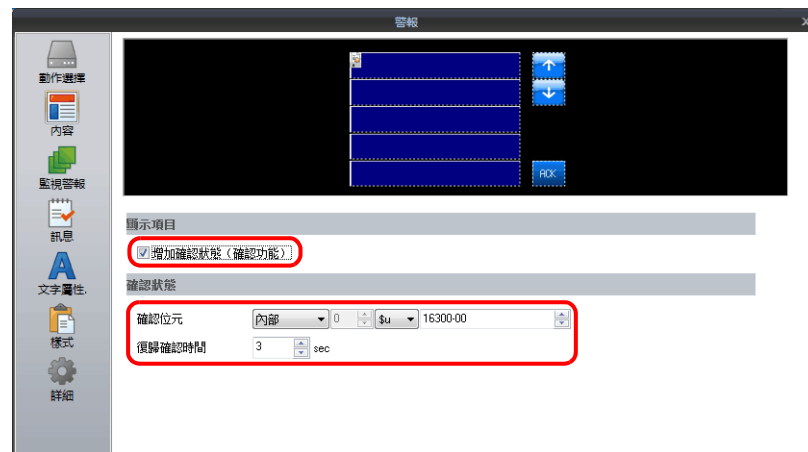 警報
x
動作選擇
內容
監視警報
訊息
文字屬性.
樣式
詳細
ACK
顯示項目
增加確認狀態（確認功能）
確認狀態
確認位元 內部 0 $u 16300-00
復歸確認時間 3 sec